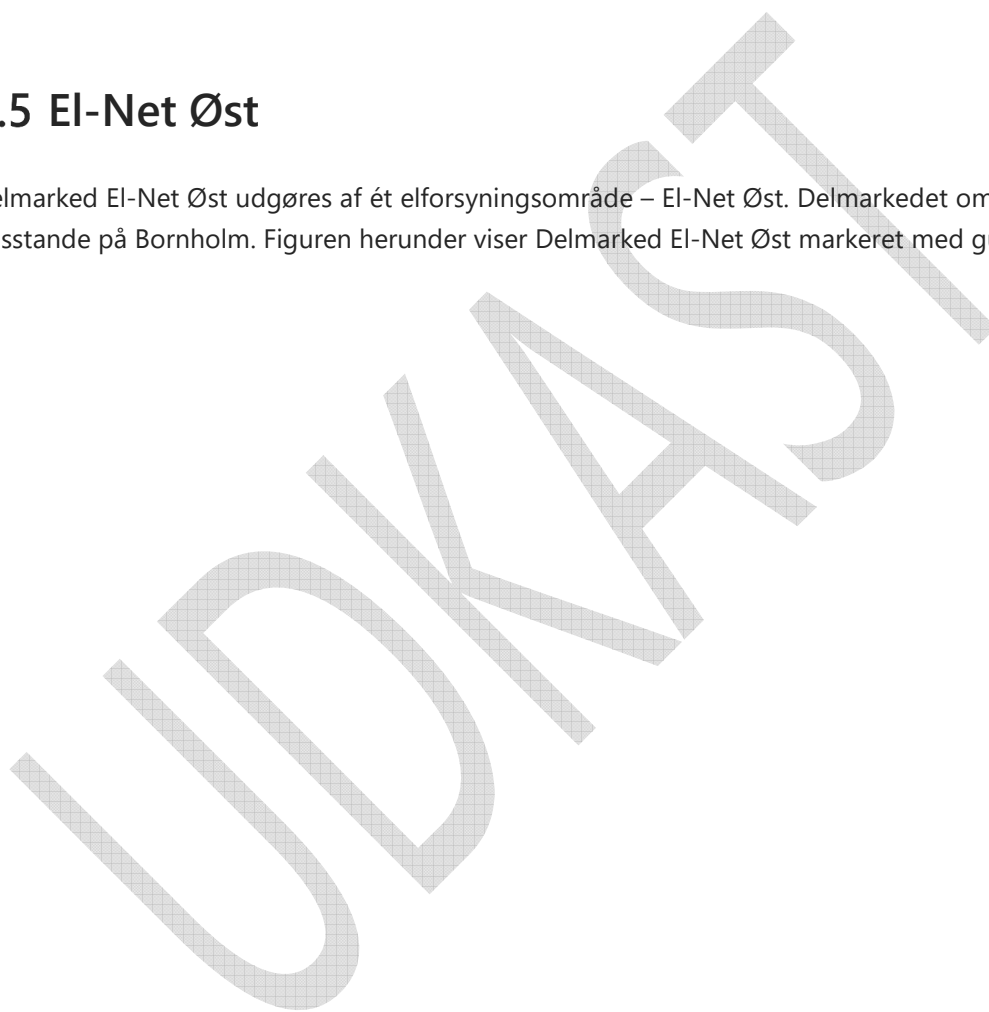 .5 El-Net Øst
elmarked El-Net Øst udgøres af ét elforsyningsområde – El-Net Øst. Delmarkedet om
sstande på Bornholm. Figuren herunder viser Delmarked El-Net Øst markeret med gu
UDKAST